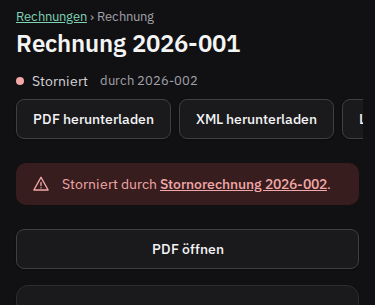 Rechnungen › Rechnung
Rechnung 2026-001
Storniert durch 2026-002
PDF herunterladen XML herunterladen
Storniert durch Stornorechnung 2026-002.
PDF öffnen